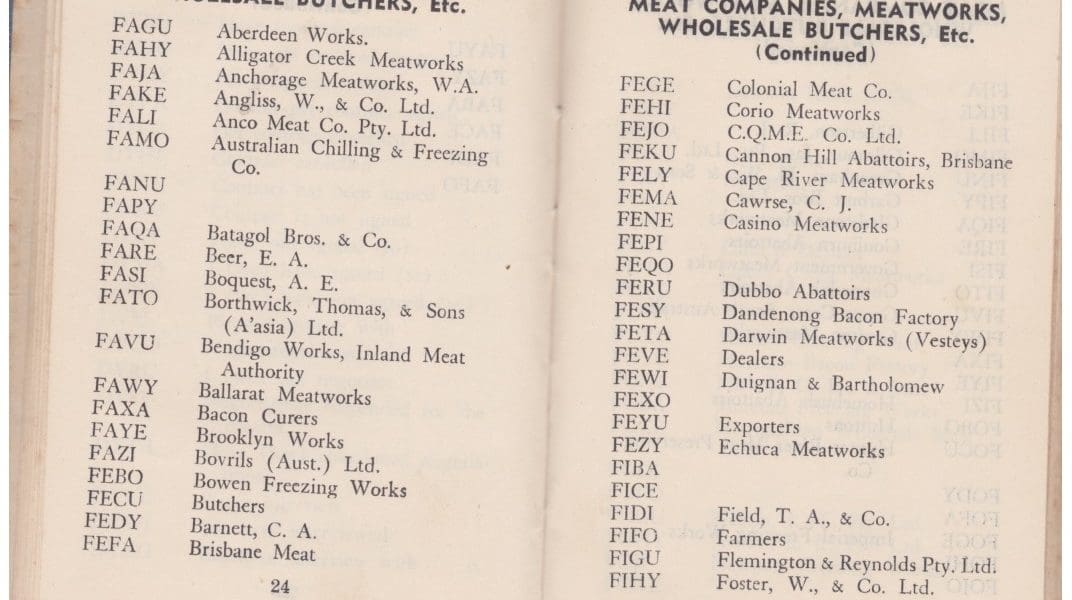 WHOLESALE BUTCHERS, Etc.
FAGU Aberdeen Works.
FAHY Alligator Creek Meatworks
FAJA Anchorage Meatworks, W.A.
FAKE Angliss, W., & Co. Ltd.
FALI Anco Meat Co. Pty. Ltd.
FAMO Australian Chilling & Freezing
Co.
FANU
FAPY
FAQA Batagol Bros. & Co.
FARE Beer, E. A.
FASI Boquest, A. E.
FATO Borthwick, Thomas, & Sons
(A'asia) Ltd.
FAVU Bendigo Works, Inland Meat
Authority
FAWY Ballarat Meatworks
FAXA Bacon Curers
FAYE Brooklyn Works
FAZI Bovrils (Aust.) Ltd.
FEBO Bowen Freezing Works
FECU Butchers
FEDY Barnett, C. A.
FEFA Brisbane Meat
24
MEAT COMPANIES, MEATWORKS,
WHOLESALE BUTCHERS, Etc.
(Continued)
FEGE Colonial Meat Co.
FEHI Corio Meatworks
FEJO C.Q.M.E. Co. Ltd.
FEKU Cannon Hill Abattoirs, Brisbane
FELY Cape River Meatworks
FEMA Cawrse, C. J.
FENE Casino Meatworks
FEPI
FEQO
FERU Dubbo Abattoirs
FESY Dandenong Bacon Factory
FETA Darwin Meatworks (Vesteys)
FEVE Dealers
FEWI Duignan & Bartholomew
FEXO
FEYU Exporters
FEZY Echuca Meatworks
FIBA
FICE
FIDI Field, T. A., & Co.
FIFO Farmers
FIGU Flemington & Reynolds Pty. Ltd.
FIHY Foster, W., & Co. Ltd.